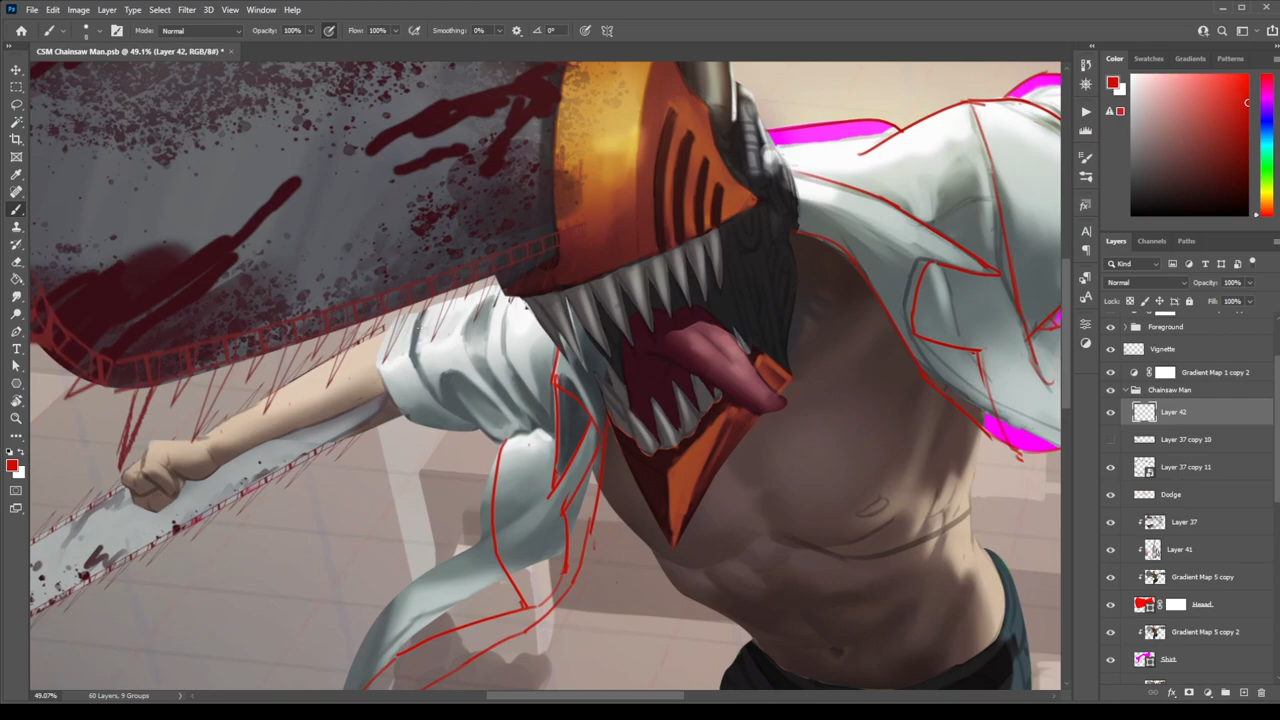 File Edit Image Layer Type Select Filter 3D View Window Help
Mode: Normal Opacity: 100% Flow: 100% Smoothing: 0% 0°
CSM Chainsaw Man.psb @ 49.1% (Layer 42, RGB/8#) *
Color Swatches Gradients Patterns
Layers Channels Paths
Kind
Normal Opacity: 100%
Lock: Fill: 100%
Foreground
Vignette
Gradient Map 1 copy 2
Chainsaw Man
Layer 42
Layer 37 copy 10
Layer 37 copy 11
Dodge
Layer 37
Layer 41
Gradient Map 5 copy
Head
Gradient Map 5 copy 2
Shirt
49.87% 60 Layers, 9 Groups